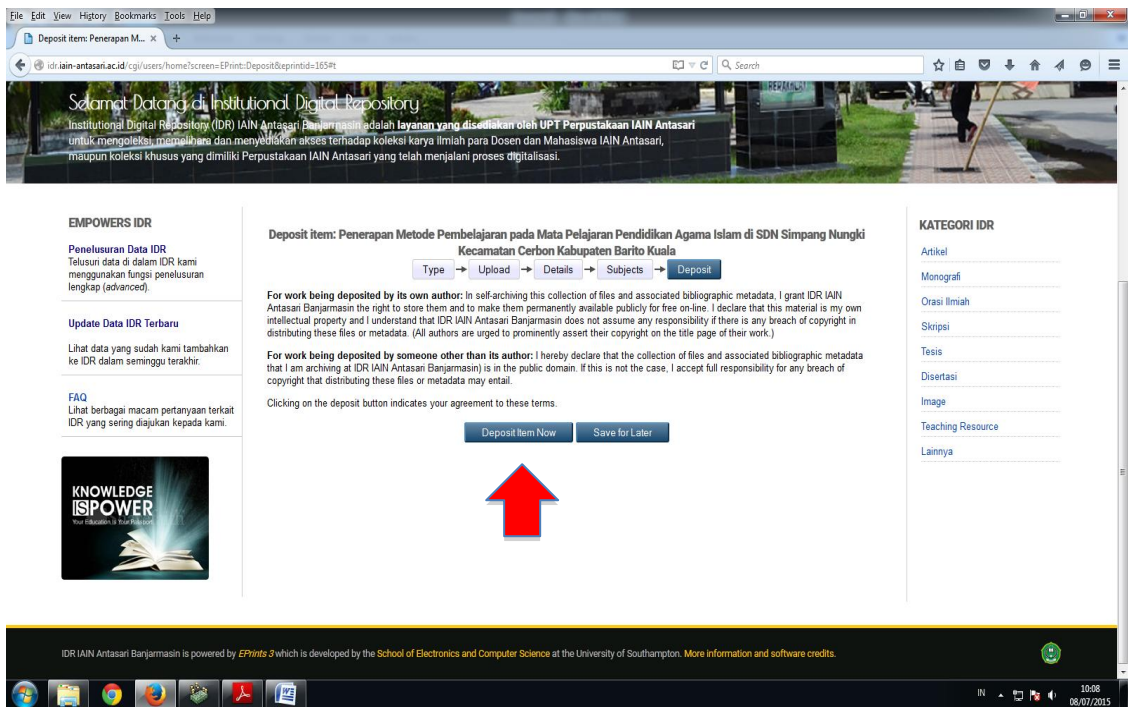 File Edit View History Bookmarks Tools Help
Deposit item: Penerapan M... × +
idr.iain-antasari.ac.id/cgi/users/home?screen=EPrint::Deposit&eprintid=165#t
Search
Selamat Datang di Institutional Digital Repository
Institutional Digital Repository (IDR) IAIN Antasari Banjarmasin adalah layanan yang disediakan oleh UPT Perpustakaan IAIN Antasari
untuk mengoleksi, memelihara dan menyediakan akses terhadap koleksi karya ilmiah para Dosen dan Mahasiswa IAIN Antasari,
maupun koleksi khusus yang dimiliki Perpustakaan IAIN Antasari yang telah menjalani proses digitalisasi.
EMPOWERS IDR
Penelusuran Data IDR
Telusuri data di dalam IDR kami
menggunakan fungsi penelusuran
lengkap (advanced).
Update Data IDR Terbaru
Lihat data yang sudah kami tambahkan
ke IDR dalam seminggu terakhir.
FAQ
Lihat berbagai macam pertanyaan terkait
IDR yang sering diajukan kepada kami.
KNOWLEDGE
IS POWER
Your Education is Your Passport
Deposit item: Penerapan Metode Pembelajaran pada Mata Pelajaran Pendidikan Agama Islam di SDN Simpang Nungki
Kecamatan Cerbon Kabupaten Barito Kuala
Type → Upload → Details → Subjects → Deposit
For work being deposited by its own author: In self-archiving this collection of files and associated bibliographic metadata, I grant IDR IAIN
Antasari Banjarmasin the right to store them and to make them permanently available publicly for free on-line. I declare that this material is my own
intellectual property and I understand that IDR IAIN Antasari Banjarmasin does not assume any responsibility if there is any breach of copyright in
distributing these files or metadata. (All authors are urged to prominently assert their copyright on the title page of their work.)
For work being deposited by someone other than its author: I hereby declare that the collection of files and associated bibliographic metadata
that I am archiving at IDR IAIN Antasari Banjarmasin) is in the public domain. If this is not the case, I accept full responsibility for any breach of
copyright that distributing these files or metadata may entail.
Clicking on the deposit button indicates your agreement to these terms.
Deposit Item Now Save for Later
KATEGORI IDR
Artikel
Monografi
Orasi Ilmiah
Skripsi
Tesis
Disertasi
Image
Teaching Resource
Lainnya
IDR IAIN Antasari Banjarmasin is powered by EPrints 3 which is developed by the School of Electronics and Computer Science at the University of Southampton. More information and software credits.
IN
10:08
08/07/2015